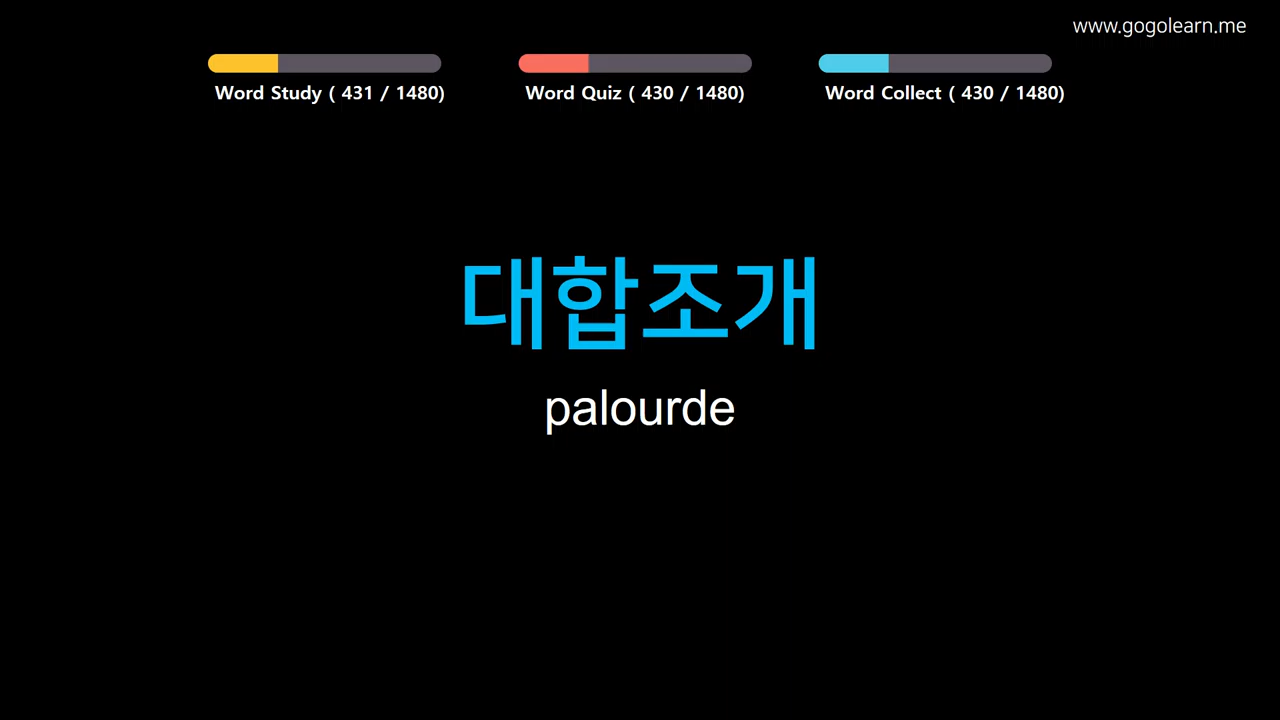 www.gogolearn.me
Word Study ( 431 / 1480)
Word Quiz ( 430 / 1480)
Word Collect ( 430 / 1480)
대합조개
palourde